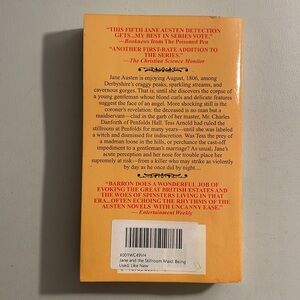 "THIS FIFTH JANE AUSTEN DETECTION
GETS...MY BEST IN SERIES VOTE."
—Booknews from The Poisoned Pen
"ANOTHER FIRST-RATE ADDITION TO
THE SERIES."
—The Christian Science Monitor
Jane Austen is enjoying August, 1806, among
Derbyshire's craggy peaks, sparkling streams, and
cavernous gorges. That is, until she discovers the corpse of
a young gentleman whose blond curls and delicate features
suggest the face of an angel. More shocking still is the
coroner's revelation: the deceased is no man but a
maidservant—clad in the garb of her master, Mr. Charles
Danforth of Penfolds Hall. Tess Arnold had ruled the
stillroom at Penfolds for many years—until she was labeled
a witch and dismissed for indiscretion. Was Tess the prey of a
madman loose in the hills, or perchance the cast-off
impediment to a gentleman's marriage? As usual, Jane's
acute perception and her nose for trouble place her
supremely at risk—from a killer who may strike as violently
by day as he once did by night....
"BARRON DOES A WONDERFUL JOB OF
EVOKING THE GREAT BRITISH ESTATES AND
THE WOES OF SPINSTERS LIVING IN THAT
ERA...OFTEN ECHOING THE RHYTHMS OF THE
AUSTEN NOVELS WITH UNCANNY EASE."
—Entertainment Weekly
X001WC49V4
Jane and the Stillroom Maid: Being
Used: Like New